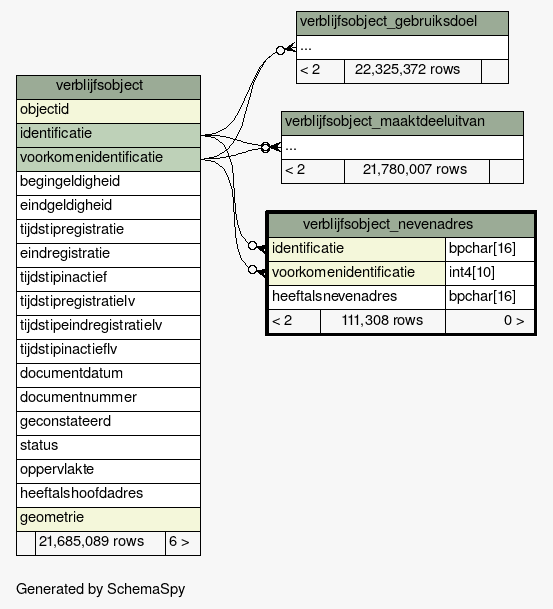 verblijfsobject_gebruiksdoel
...
< 2 22,325,372 rows
verblijfsobject
objectid
identificatie
voorkomenidentificatie
begingeldigheid
eindgeldigheid
tijdstipregistratie
eindregistratie
tijdstipinactief
tijdstipregistratielv
tijdstipeindregistratielv
tijdstipinactieflv
documentdatum
documentnummer
geconstateerd
status
oppervlakte
heeftalshoofdadres
geometrie
21,685,089 rows 6 >
verblijfsobject_maaktdeeluitvan
...
< 2 21,780,007 rows
verblijfsobject_nevenadres
identificatie bpchar[16]
voorkomenidentificatie int4[10]
heeftalsnevenadres bpchar[16]
< 2 111,308 rows 0 >
Generated by SchemaSpy